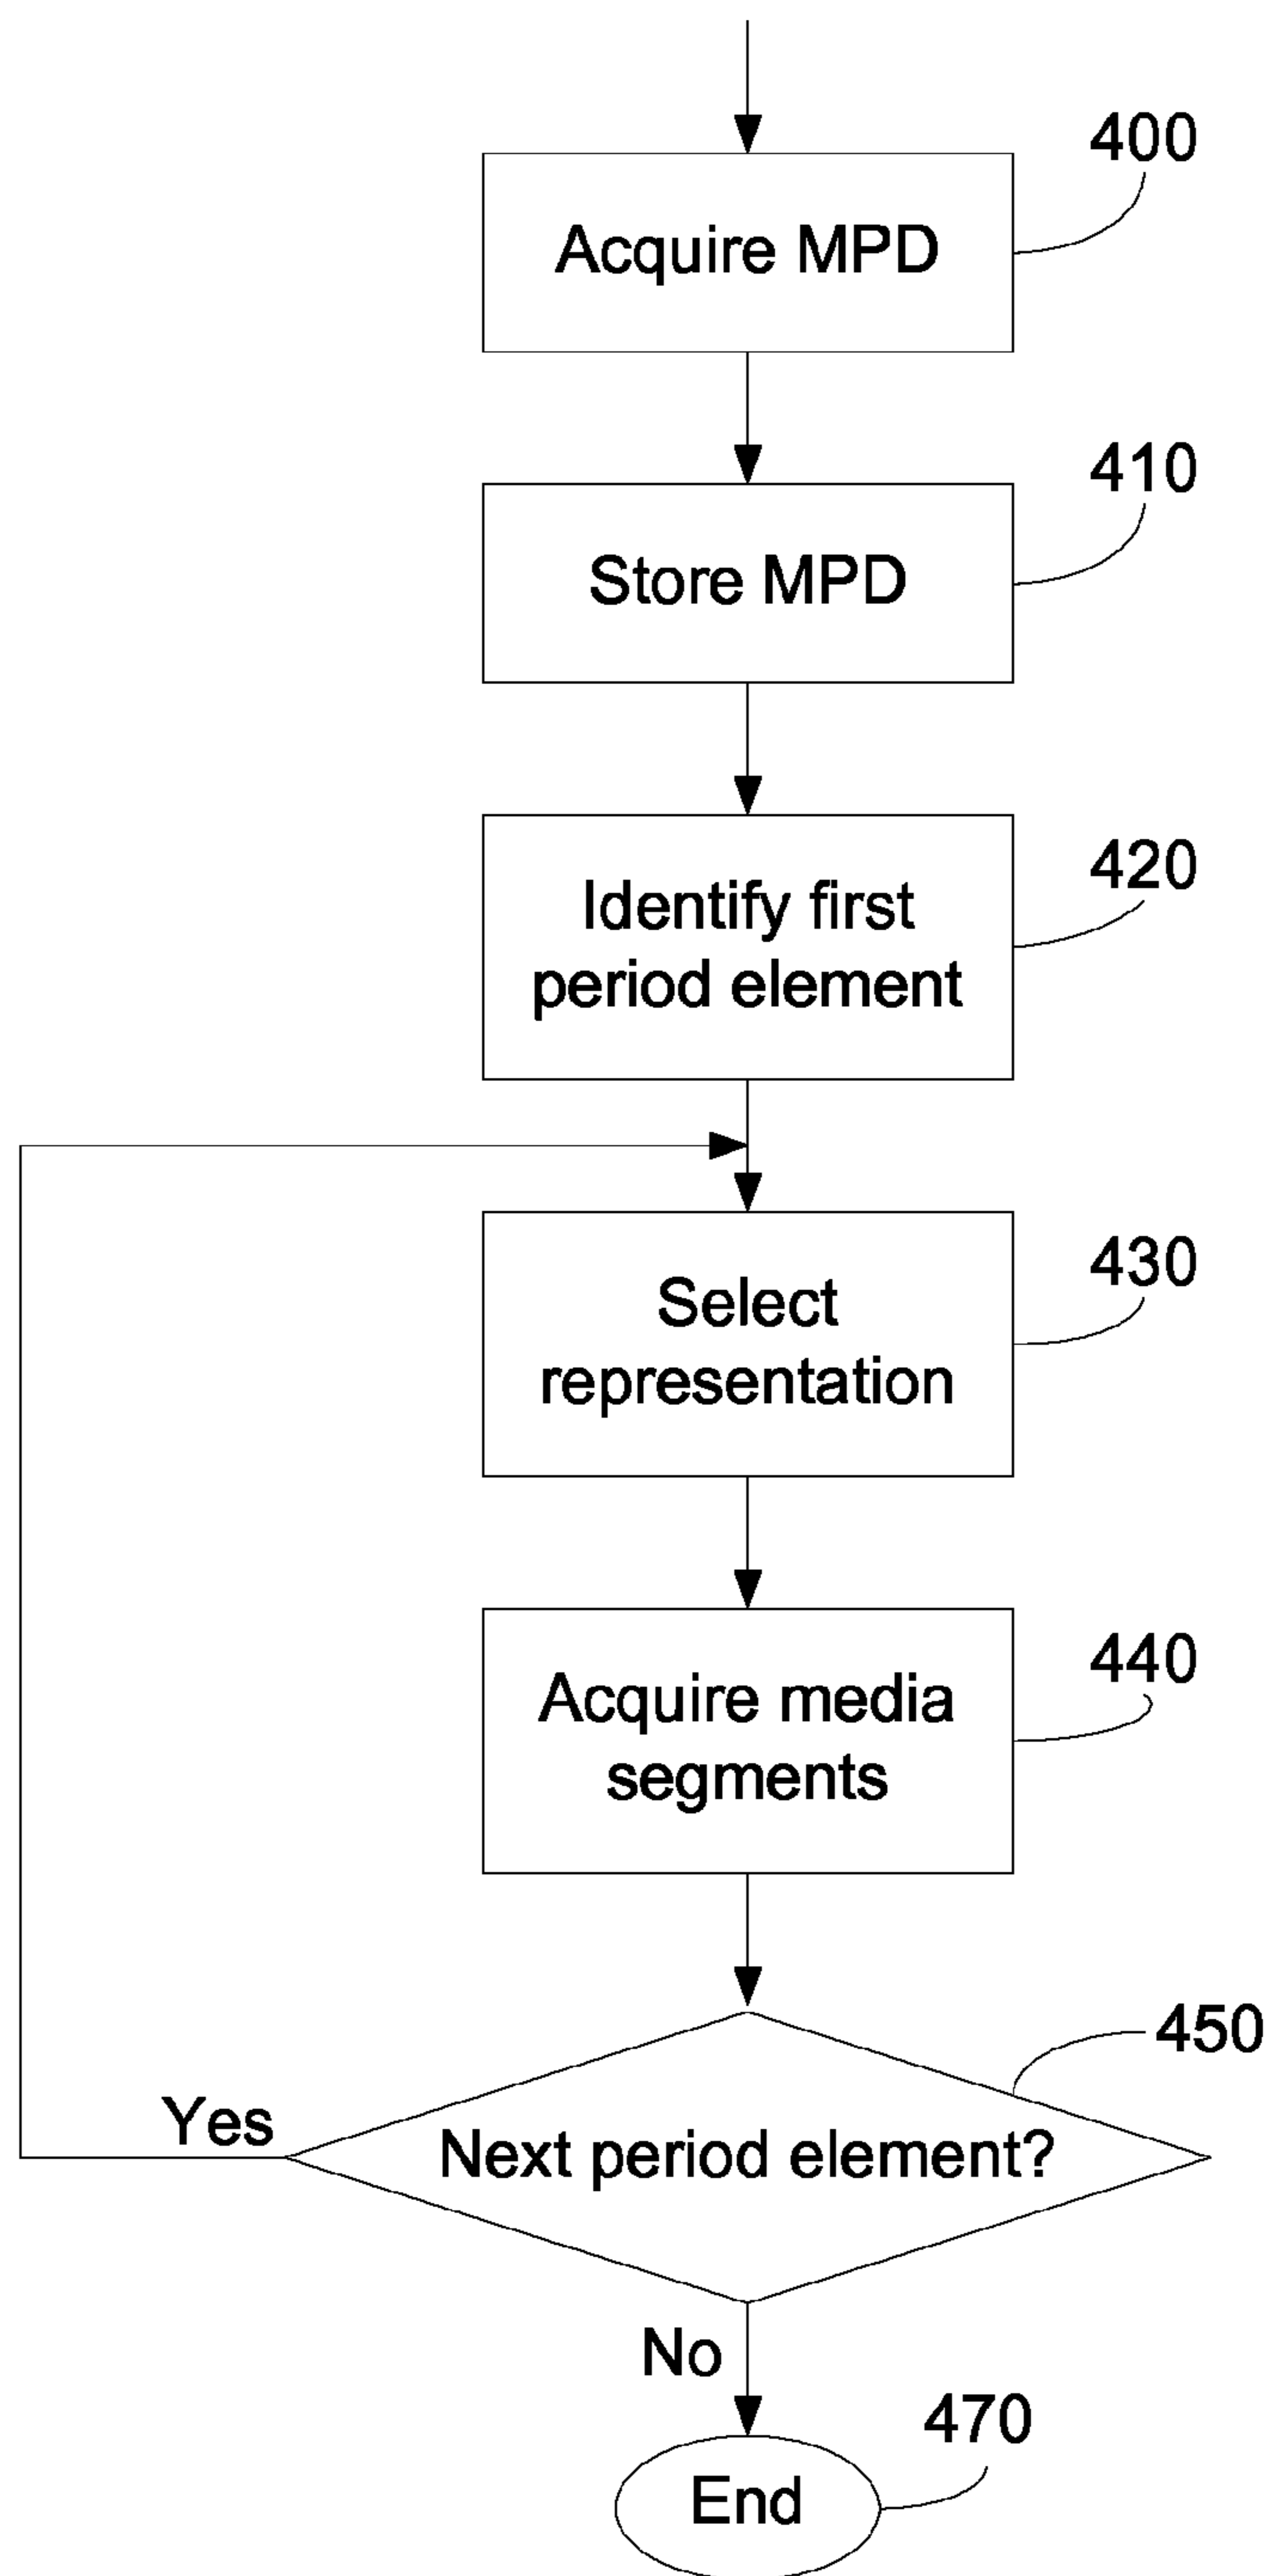 400
Acquire MPD
410
Store MPD
420
Identify first
period element
430
Select
representation
440
Acquire media
segments
450
Yes
Next period element?
No
470
End